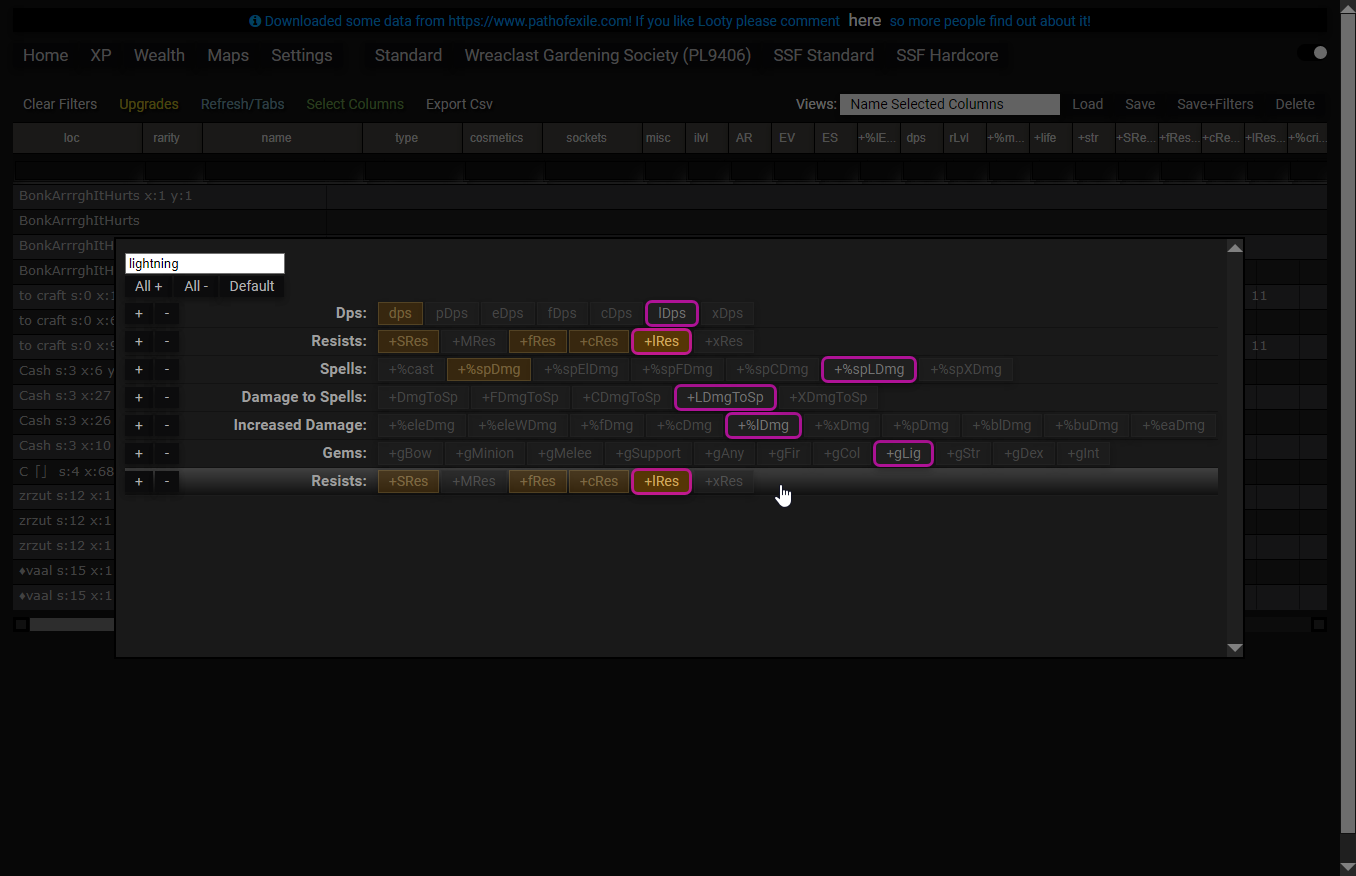 Downloaded some data from https://www.pathofexile.com! If you like Looty please comment here so more people find out about it!
Home XP Wealth Maps Settings Standard Wreaclast Gardening Society (PL9406) SSF Standard SSF Hardcore
Clear Filters Upgrades Refresh/Tabs Select Columns Export Csv Views: Name Selected Columns Load Save Save+Filters Delete
loc rarity name type cosmetics sockets misc ilvl AR EV ES +%IE... dps rLvl +%m... +life +str +SRe... +fRes... +cRe... +lRes... +%cri...
BonkArrrghItHurts x:1 y:1
BonkArrrghItHurts
BonkArrrghItH
BonkArrrghItH
lightning
All + All - Default
to craft s:0 x:1 11
+ - Dps: dps pDps eDps fDps cDps lDps xDps
to craft s:0 x:6
+ - Resists: +SRes +MRes +fRes +cRes +lRes +xRes
to craft s:0 x:9 11
Cash s:3 x:6 y
+ - Spells: +%cast +%spDmg +%spElDmg +%spFDmg +%spCDmg +%spLDmg +%spXDmg
Cash s:3 x:27
+ - Damage to Spells: +DmgToSp +FDmgToSp +CDmgToSp +LDmgToSp +XDmgToSp
Cash s:3 x:26
+ - Increased Damage: +%eleDmg +%eleWDmg +%fDmg +%cDmg +%lDmg +%xDmg +%pDmg +%blDmg +%buDmg +%eaDmg
Cash s:3 x:10
+ - Gems: +gBow +gMinion +gMelee +gSupport +gAny +gFir +gCol +gLig +gStr +gDex +gInt
C ⌈⌋ s:4 x:68
+ - Resists: +SRes +MRes +fRes +cRes +lRes +xRes
zrzut s:12 x:1
zrzut s:12 x:1
zrzut s:12 x:1
♦vaal s:15 x:1
♦vaal s:15 x:1